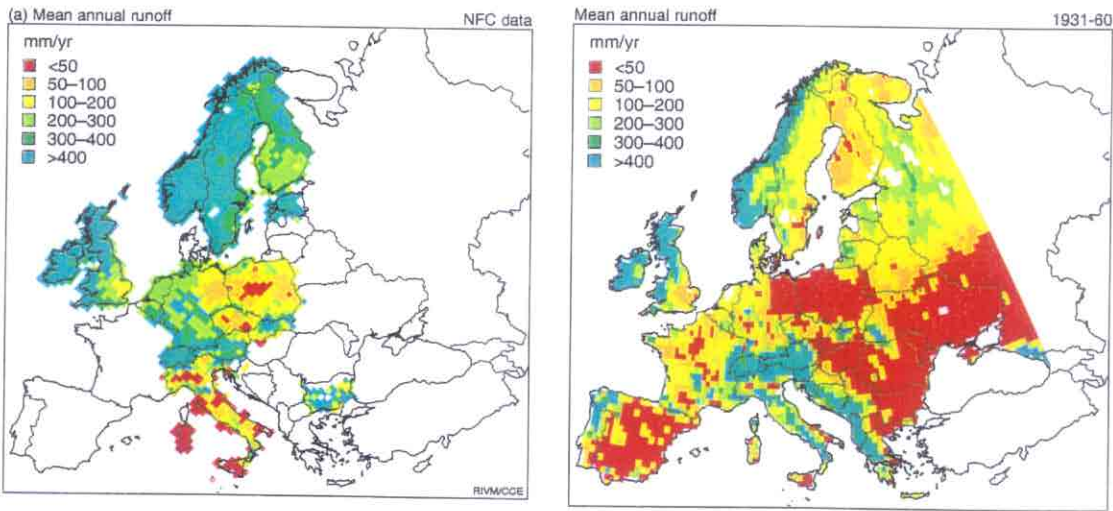 (a) Mean annual runoff
NFC data
mm/yr
<50
50–100
100–200
200–300
300–400
>400
RIVM/CCE
Mean annual runoff
1931-60
mm/yr
<50
50–100
100–200
200–300
300–400
>400